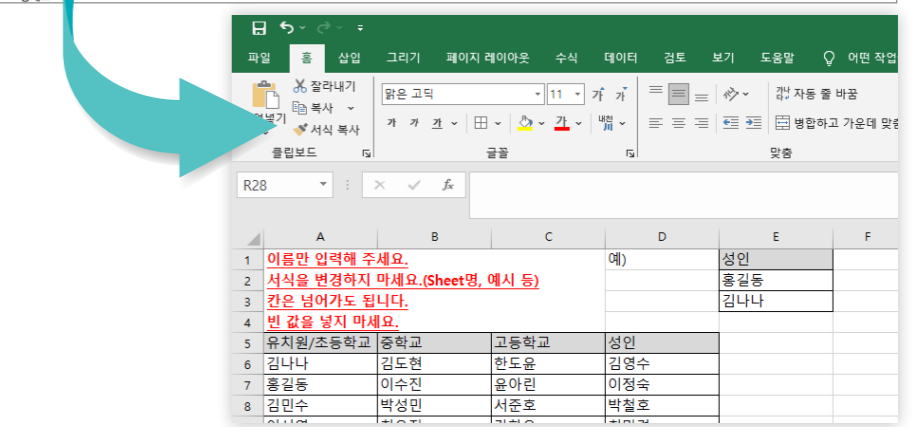 파일 홈 삽입 그리기 페이지 레이아웃 수식 데이터 검토 보기 도움말 어떤 작업
잘라내기
복사
서식 복사
클립보드
맑은 고딕 11 가 가
가 가 가 가 내천
글꼴
자동 줄 바꿈
병합하고 가운데 맞춤
맞춤
R28 fx
A B C D E F
1 이름만 입력해 주세요. 예) 성인
2 서식을 변경하지 마세요.(Sheet명, 예시 등) 홍길동
3 칸은 넘어가도 됩니다. 김나나
4 빈 값을 넣지 마세요.
5 유치원/초등학교 중학교 고등학교 성인
6 김나나 김도현 한도윤 김영수
7 홍길동 이수진 윤아린 이정숙
8 김민수 박성민 서준호 박철호